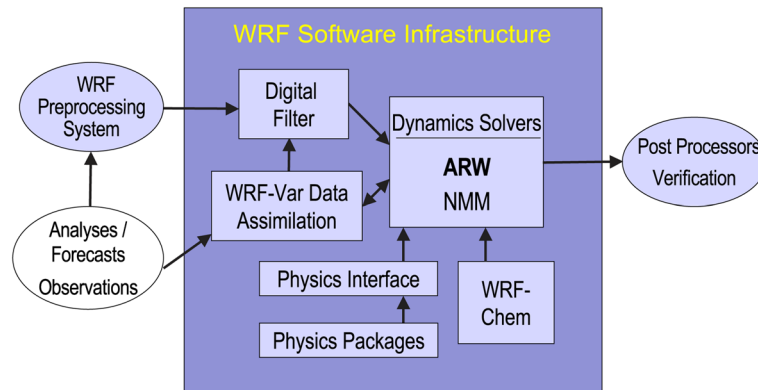 WRF Software Infrastructure
WRF
Preprocessing
System
Digital
Filter
Dynamics Solvers
ARW
NMM
Post Processors
Verification
WRF-Var Data
Assimilation
Analyses /
Forecasts
Observations
Physics Interface
WRF-
Chem
Physics Packages